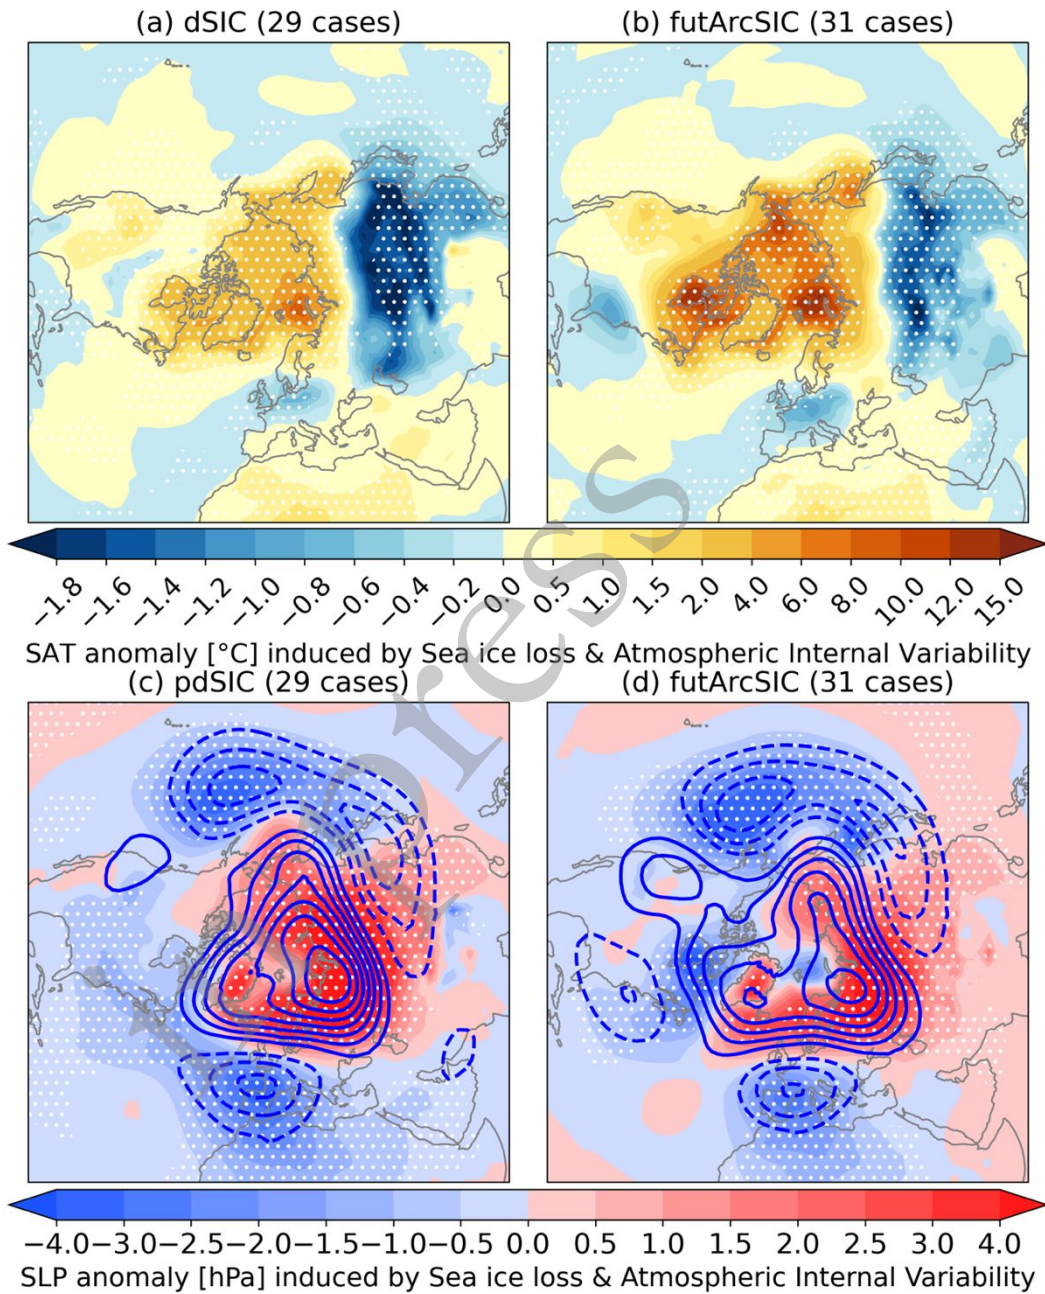 (a) dSIC (29 cases) (b) futArcSIC (31 cases)
−1.8 −1.6 −1.4 −1.2 −1.0 −0.8 −0.6 −0.4 −0.2 0.0 0.5 1.0 1.5 2.0 4.0 6.0 8.0 10.0 12.0 15.0
SAT anomaly [°C] induced by Sea ice loss & Atmospheric Internal Variability
(c) pdSIC (29 cases) (d) futArcSIC (31 cases)
−4.0 −3.0 −2.5 −2.0 −1.5 −1.0 −0.5 0.0 0.5 1.0 1.5 2.0 2.5 3.0 4.0
SLP anomaly [hPa] induced by Sea ice loss & Atmospheric Internal Variability